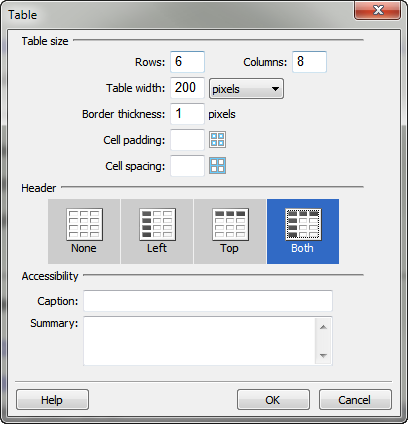 Table
Table size
Rows: 6 Columns: 8
Table width: 200 pixels
Border thickness: 1 pixels
Cell padding:
Cell spacing:
Header
None Left Top Both
Accessibility
Caption:
Summary:
Help OK Cancel